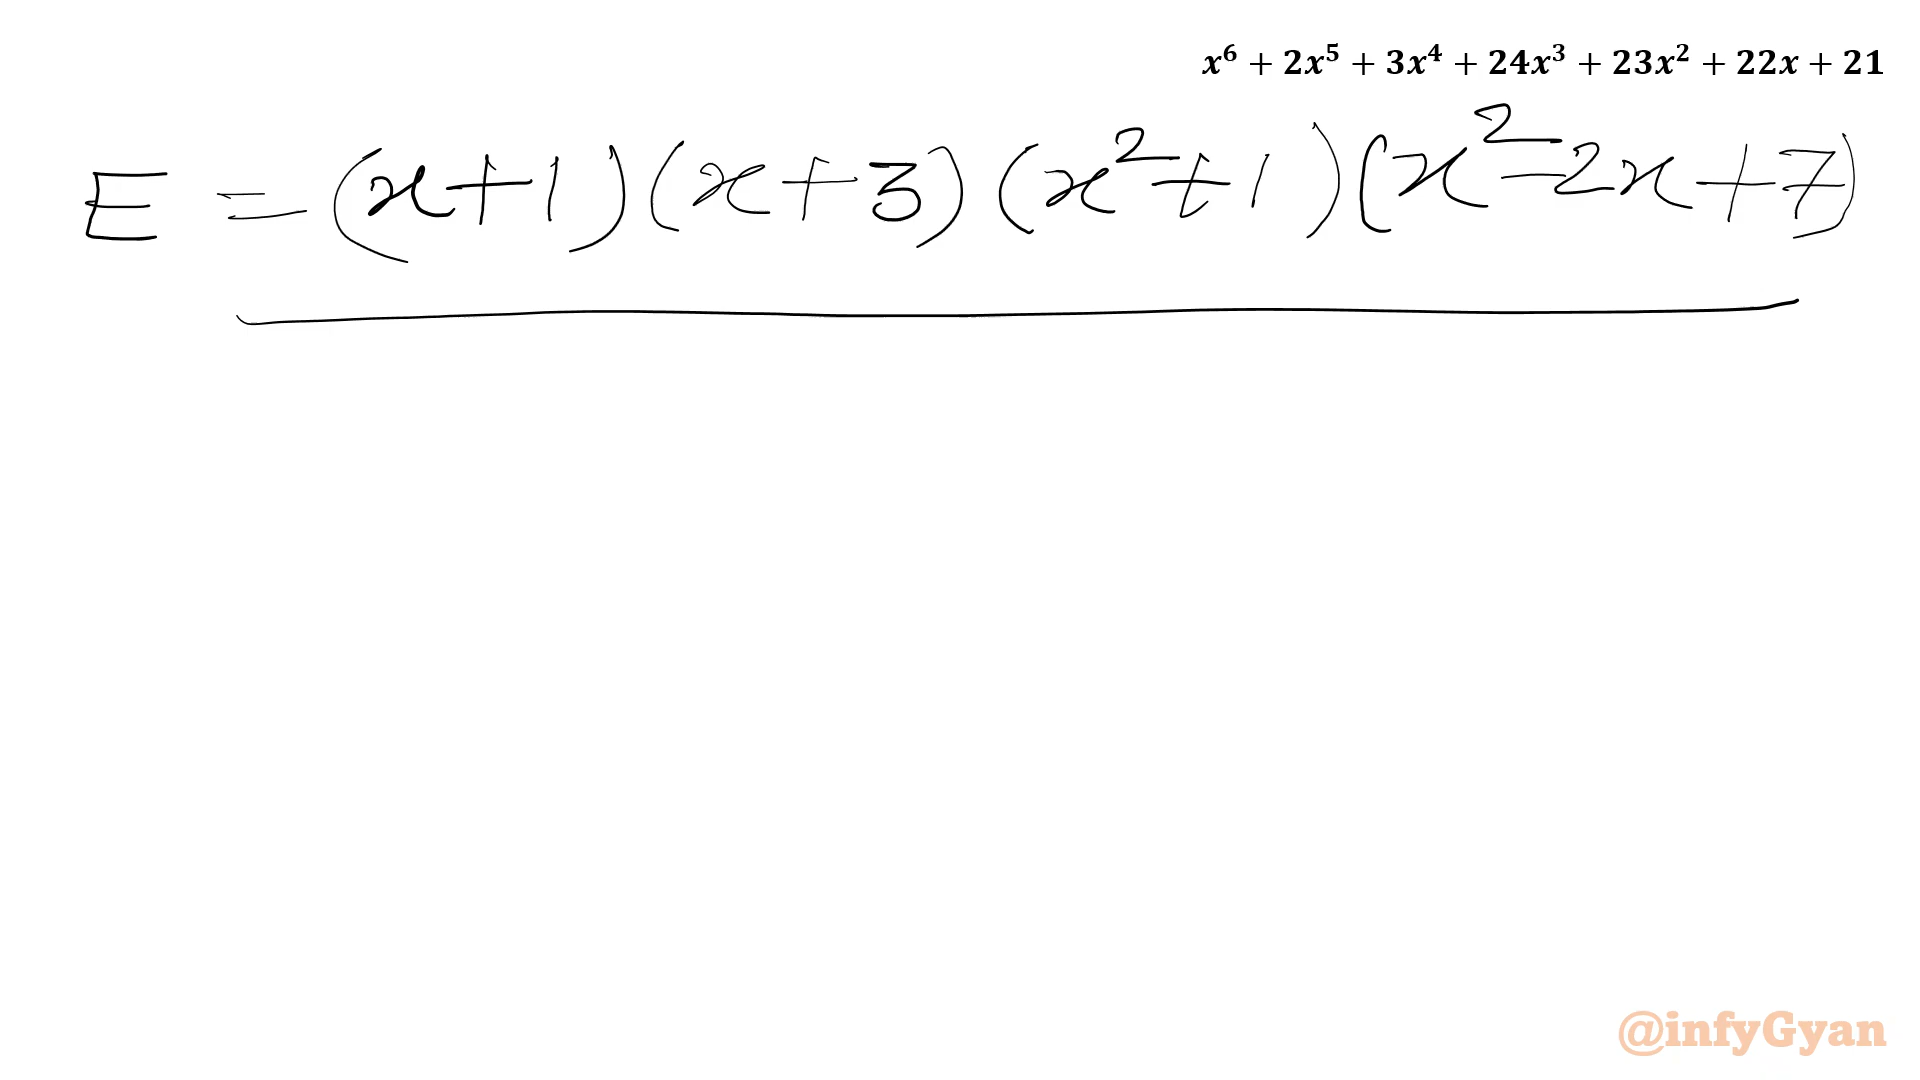 x⁶ + 2x⁵ + 3x⁴ + 24x³ + 23x² + 22x + 21
E = (x+1)(x+3)(x²+1)(x²-2x+7)
@infyGyan